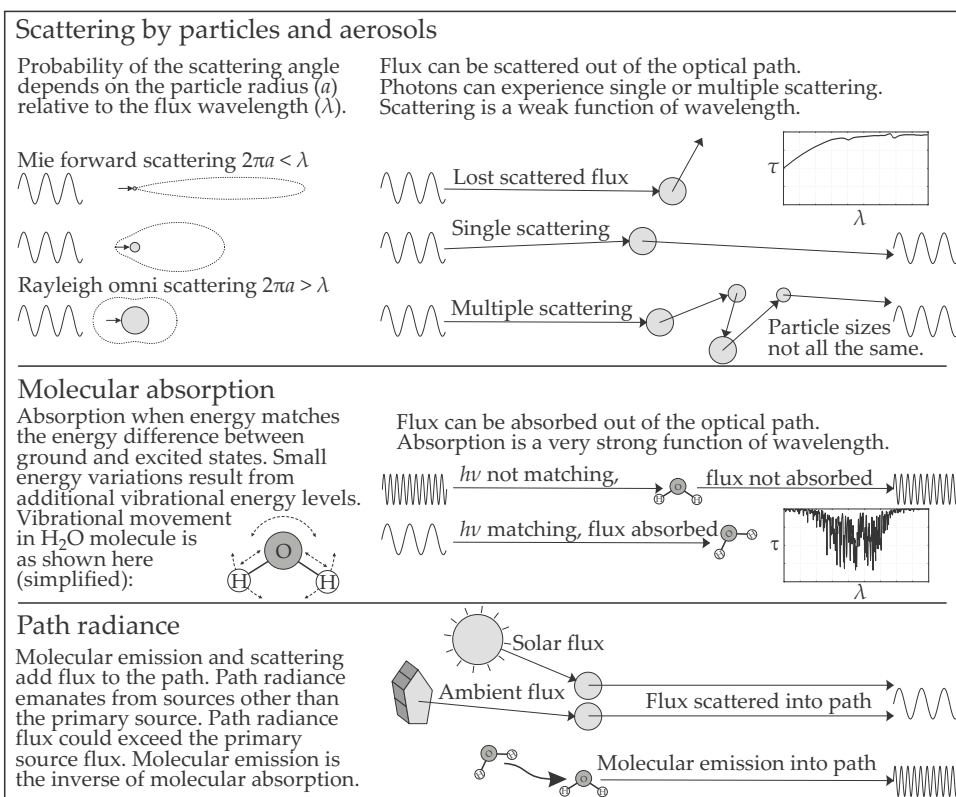 Scattering by particles and aerosols
Probability of the scattering angle
depends on the particle radius (a)
relative to the flux wavelength (λ).
Flux can be scattered out of the optical path.
Photons can experience single or multiple scattering.
Scattering is a weak function of wavelength.
Mie forward scattering 2πa < λ
Rayleigh omni scattering 2πa > λ
Lost scattered flux
τ
λ
Single scattering
Multiple scattering
Particle sizes
not all the same.
Molecular absorption
Absorption when energy matches
the energy difference between
ground and excited states. Small
energy variations result from
additional vibrational energy levels.
Vibrational movement
in H₂O molecule is
as shown here
(simplified):
O
H
H
Flux can be absorbed out of the optical path.
Absorption is a very strong function of wavelength.
hν not matching,
O
H
H
flux not absorbed
hν matching, flux absorbed
O
H
H
τ
λ
Path radiance
Molecular emission and scattering
add flux to the path. Path radiance
emanates from sources other than
the primary source. Path radiance
flux could exceed the primary
source flux. Molecular emission is
the inverse of molecular absorption.
Solar flux
Ambient flux
Flux scattered into path
O
H
H
O
H
H
Molecular emission into path